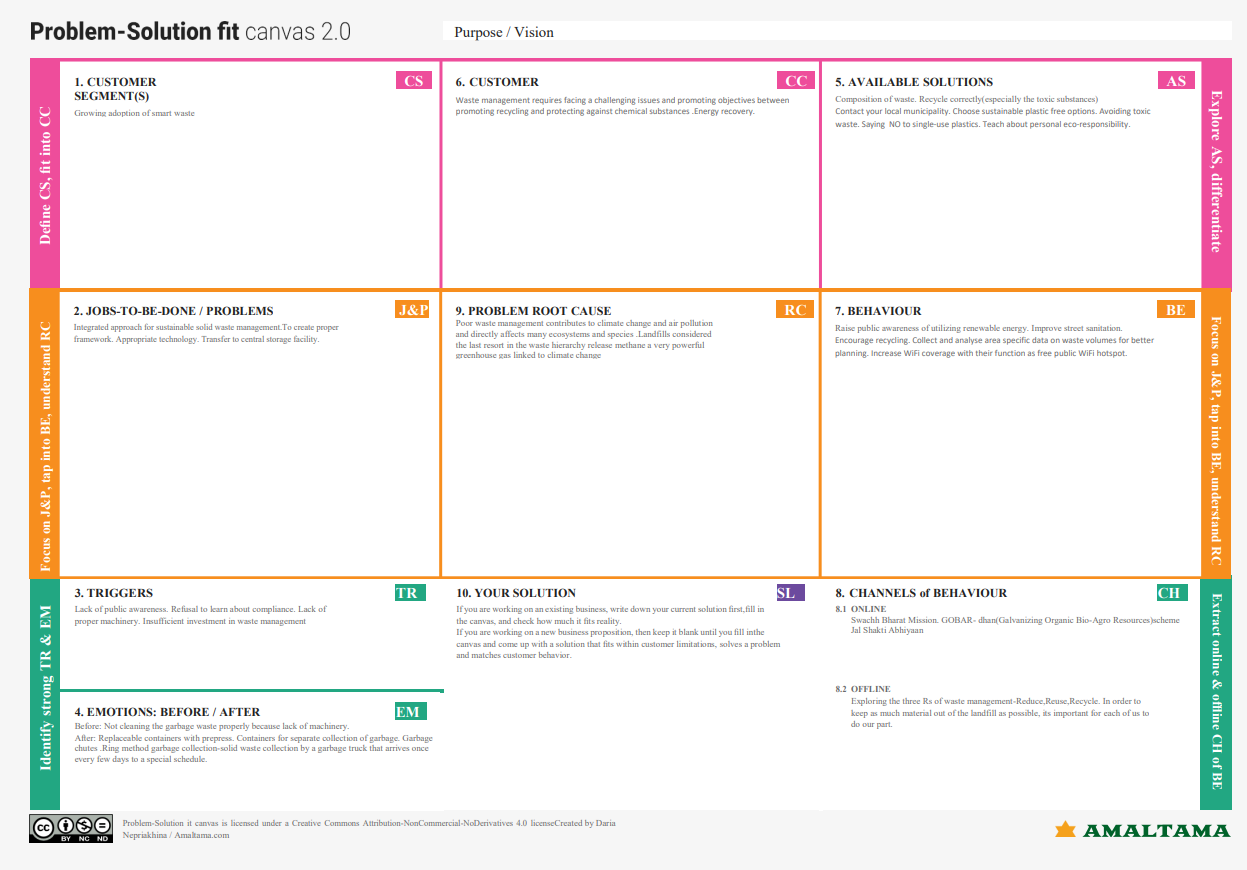 Problem-Solution fit canvas 2.0
Purpose / Vision
Define CS, fit into CC
1. CUSTOMER
SEGMENT(S)
CS
Growing adoption of smart waste
6. CUSTOMER
CC
Waste management requires facing a challenging issues and promoting objectives between
promoting recycling and protecting against chemical substances .Energy recovery.
5. AVAILABLE SOLUTIONS
AS
Composition of waste. Recycle correctly(especially the toxic substances)
Contact your local municipality. Choose sustainable plastic free options. Avoiding toxic
waste. Saying NO to single-use plastics. Teach about personal eco-responsibility.
Explore AS, differentiate
Focus on J&P, tap into BE, understand RC
2. JOBS-TO-BE-DONE / PROBLEMS
J&P
Integrated approach for sustainable solid waste management.To create proper
framework. Appropriate technology. Transfer to central storage facility.
9. PROBLEM ROOT CAUSE
RC
Poor waste management contributes to climate change and air pollution
and directly affects many ecosystems and species .Landfills considered
the last resort in the waste hierarchy release methane a very powerful
greenhouse gas linked to climate change
7. BEHAVIOUR
BE
Raise public awareness of utilizing renewable energy. Improve street sanitation.
Encourage recycling. Collect and analyse area specific data on waste volumes for better
planning. Increase WiFi coverage with their function as free public WiFi hotspot.
Focus on J&P, tap into BE, understand RC
Identify strong TR & EM
3. TRIGGERS
TR
Lack of public awareness. Refusal to learn about compliance. Lack of
proper machinery. Insufficient investment in waste management
4. EMOTIONS: BEFORE / AFTER
EM
Before: Not cleaning the garbage waste properly because lack of machinery.
After: Replaceable containers with prepress. Containers for separate collection of garbage. Garbage
chutes .Ring method garbage collection-solid waste collection by a garbage truck that arrives once
every few days to a special schedule.
10. YOUR SOLUTION
SL
If you are working on an existing business, write down your current solution first,fill in
the canvas, and check how much it fits reality.
If you are working on a new business proposition, then keep it blank until you fill inthe
canvas and come up with a solution that fits within customer limitations, solves a problem
and matches customer behavior.
8. CHANNELS of BEHAVIOUR
CH
8.1 ONLINE
Swachh Bharat Mission. GOBAR- dhan(Galvanizing Organic Bio-Agro Resources)scheme
Jal Shakti Abhiyaan
8.2 OFFLINE
Exploring the three Rs of waste management-Reduce,Reuse,Recycle. In order to
keep as much material out of the landfill as possible, its important for each of us to
do our part.
Extract online & offline CH of BE
CC BY NC ND
Problem-Solution it canvas is licensed under a Creative Commons Attribution-NonCommercial-NoDerivatives 4.0 licenseCreated by Daria
Nepriakhina / Amaltama.com
AMALTAMA